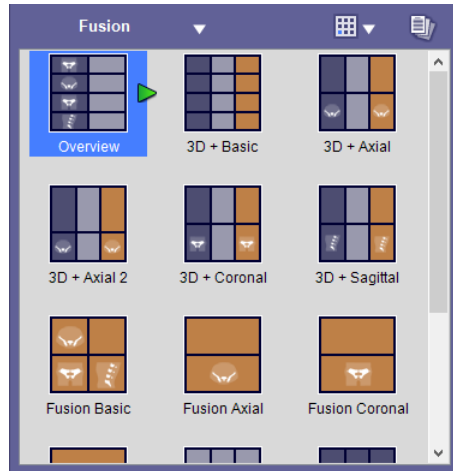 Fusion
Overview
3D + Basic
3D + Axial
3D + Axial 2
3D + Coronal
3D + Sagittal
Fusion Basic
Fusion Axial
Fusion Coronal